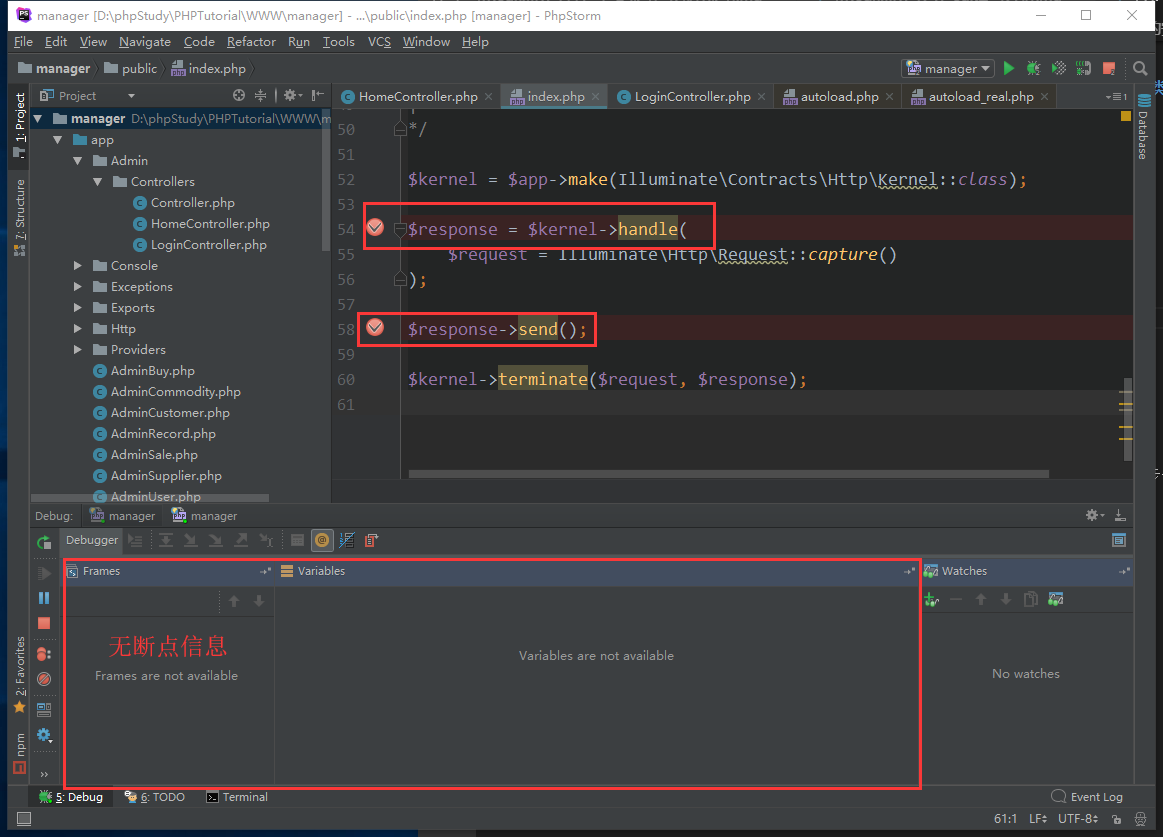 manager [D:\phpStudy\PHPTutorial\WWW\manager] - ...\public\index.php [manager] - PhpStorm
File Edit View Navigate Code Refactor Run Tools VCS Window Help
manager public index.php manager
1: Project
7: Structure
2: Favorites
npm
Project
manager D:\phpStudy\PHPTutorial\WWW\m
app
Admin
Controllers
Controller.php
HomeController.php
LoginController.php
Console
Exceptions
Exports
Http
Providers
AdminBuy.php
AdminCommodity.php
AdminCustomer.php
AdminRecord.php
AdminSale.php
AdminSupplier.php
AdminUser.php
HomeController.php index.php LoginController.php autoload.php autoload_real.php
Database
50 */
51
52 $kernel = $app->make(Illuminate\Contracts\Http\Kernel::class);
53
54 $response = $kernel->handle(
55 $request = Illuminate\Http\Request::capture()
56 );
57
58 $response->send();
59
60 $kernel->terminate($request, $response);
61
Debug: manager manager
Debugger
Frames Variables Watches
无断点信息
Frames are not available
Variables are not available
No watches
5: Debug 6: TODO Terminal Event Log
61:1 LF UTF-8